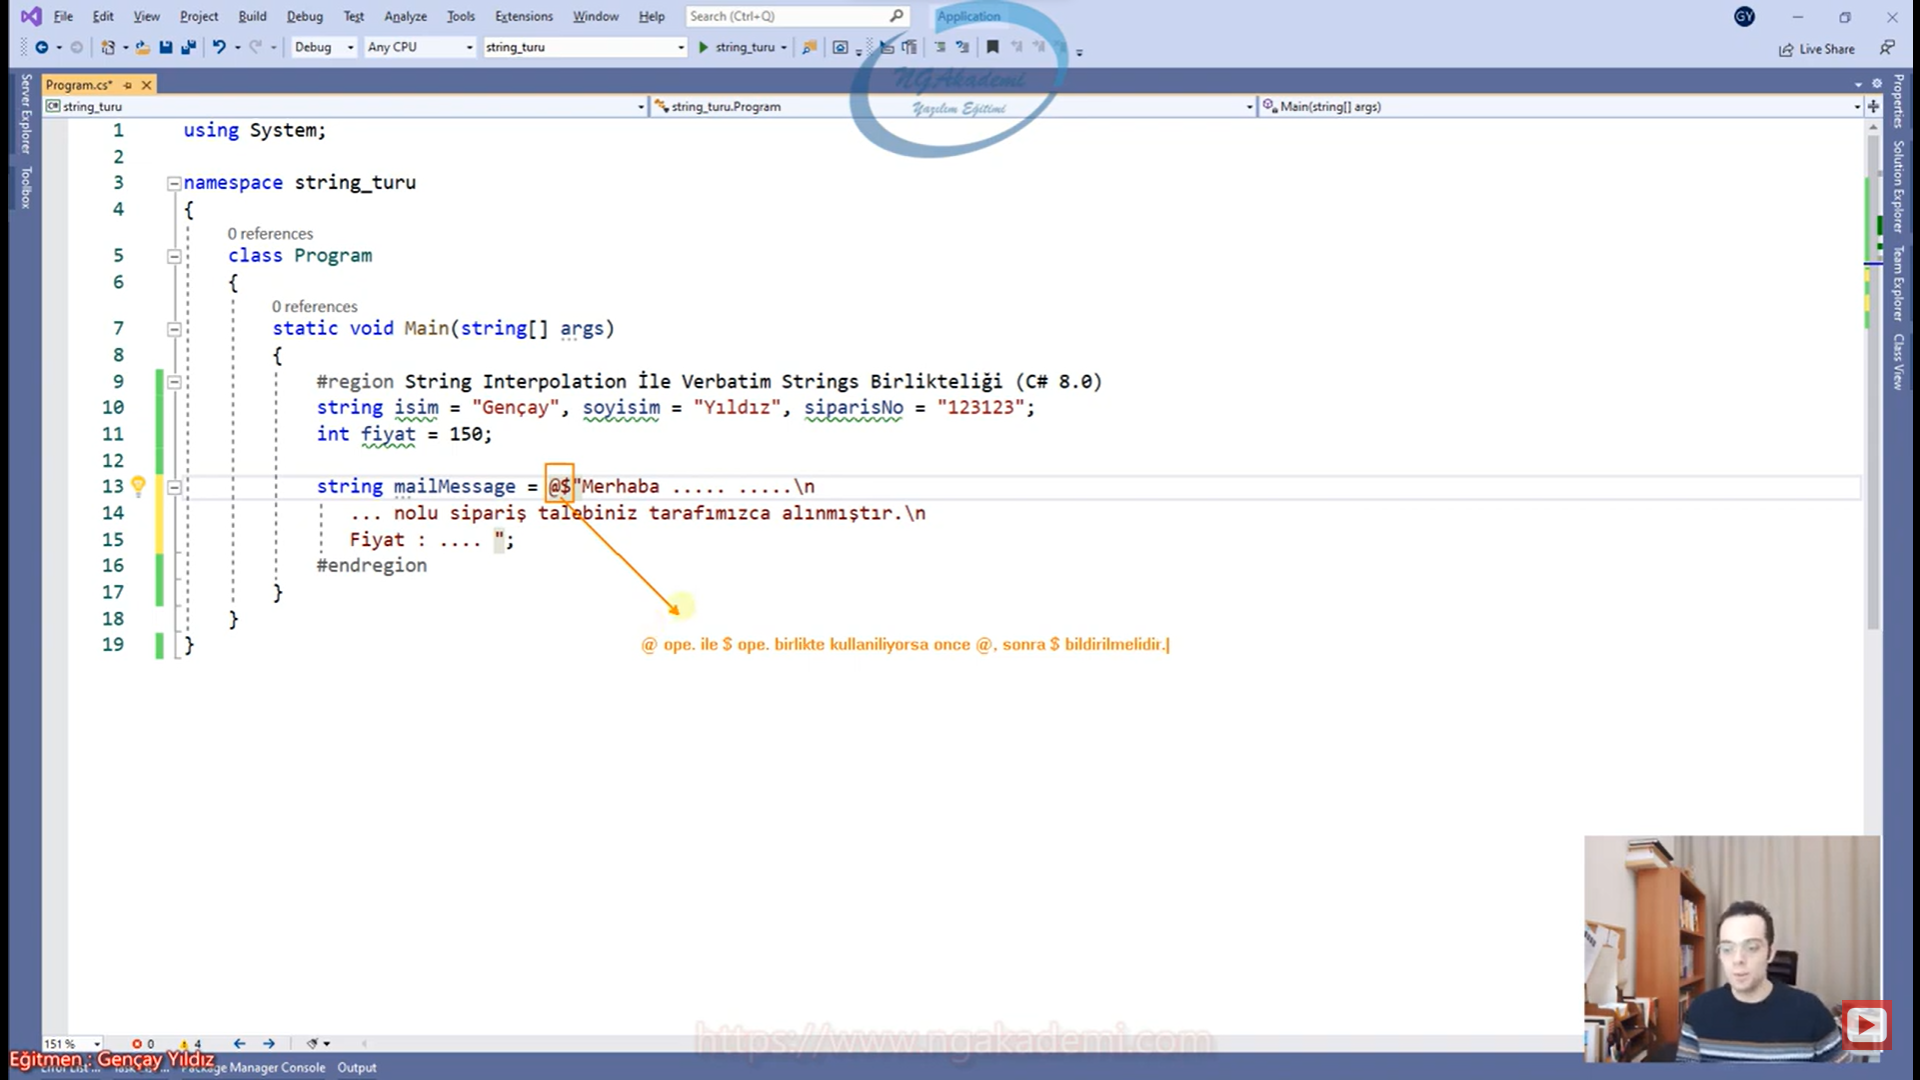 File Edit View Project Build Debug Test Analyze Tools Extensions Window Help Search (Ctrl+Q) Application GY
Debug Any CPU string_turu string_turu Live Share
NGAkademi
Yazılım Eğitimi
Program.cs*
string_turu string_turu.Program Main(string[] args)
Server Explorer
Toolbox
Properties
Solution Explorer
Team Explorer
Class View
1 using System;
2
3 namespace string_turu
4 {
0 references
5 class Program
6 {
0 references
7 static void Main(string[] args)
8 {
9 #region String Interpolation İle Verbatim Strings Birlikteliği (C# 8.0)
10 string isim = "Gençay", soyisim = "Yıldız", siparisNo = "123123";
11 int fiyat = 150;
12
13 string mailMessage = @$"Merhaba ..... .....\n
14 ... nolu sipariş talebiniz tarafımızca alınmıştır.\n
15 Fiyat : .... ";
16 #endregion
17 }
18 }
19 }
@ ope. ile $ ope. birlikte kullaniliyorsa once @, sonra $ bildirilmelidir.
https://www.ngakademi.com
151 % 0 4
Eğitmen : Gençay Yıldız
Package Manager Console Output